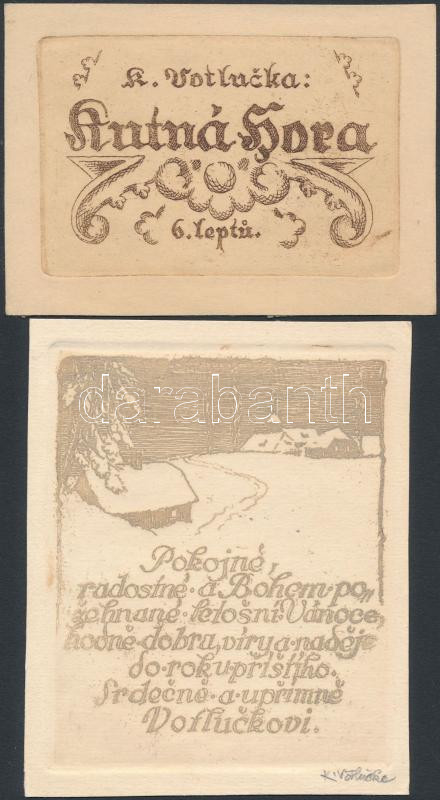 K. Votlučka:
Kutná Hora
6. leptů.
darabanth
Pokojné,
radostné a Bohem po„
žehnané letošní Vánoce,
hodně dobra, víry a naděje
do roku příštího.
Srdečně a upřímně
Votlučkovi.
K. Votlučka